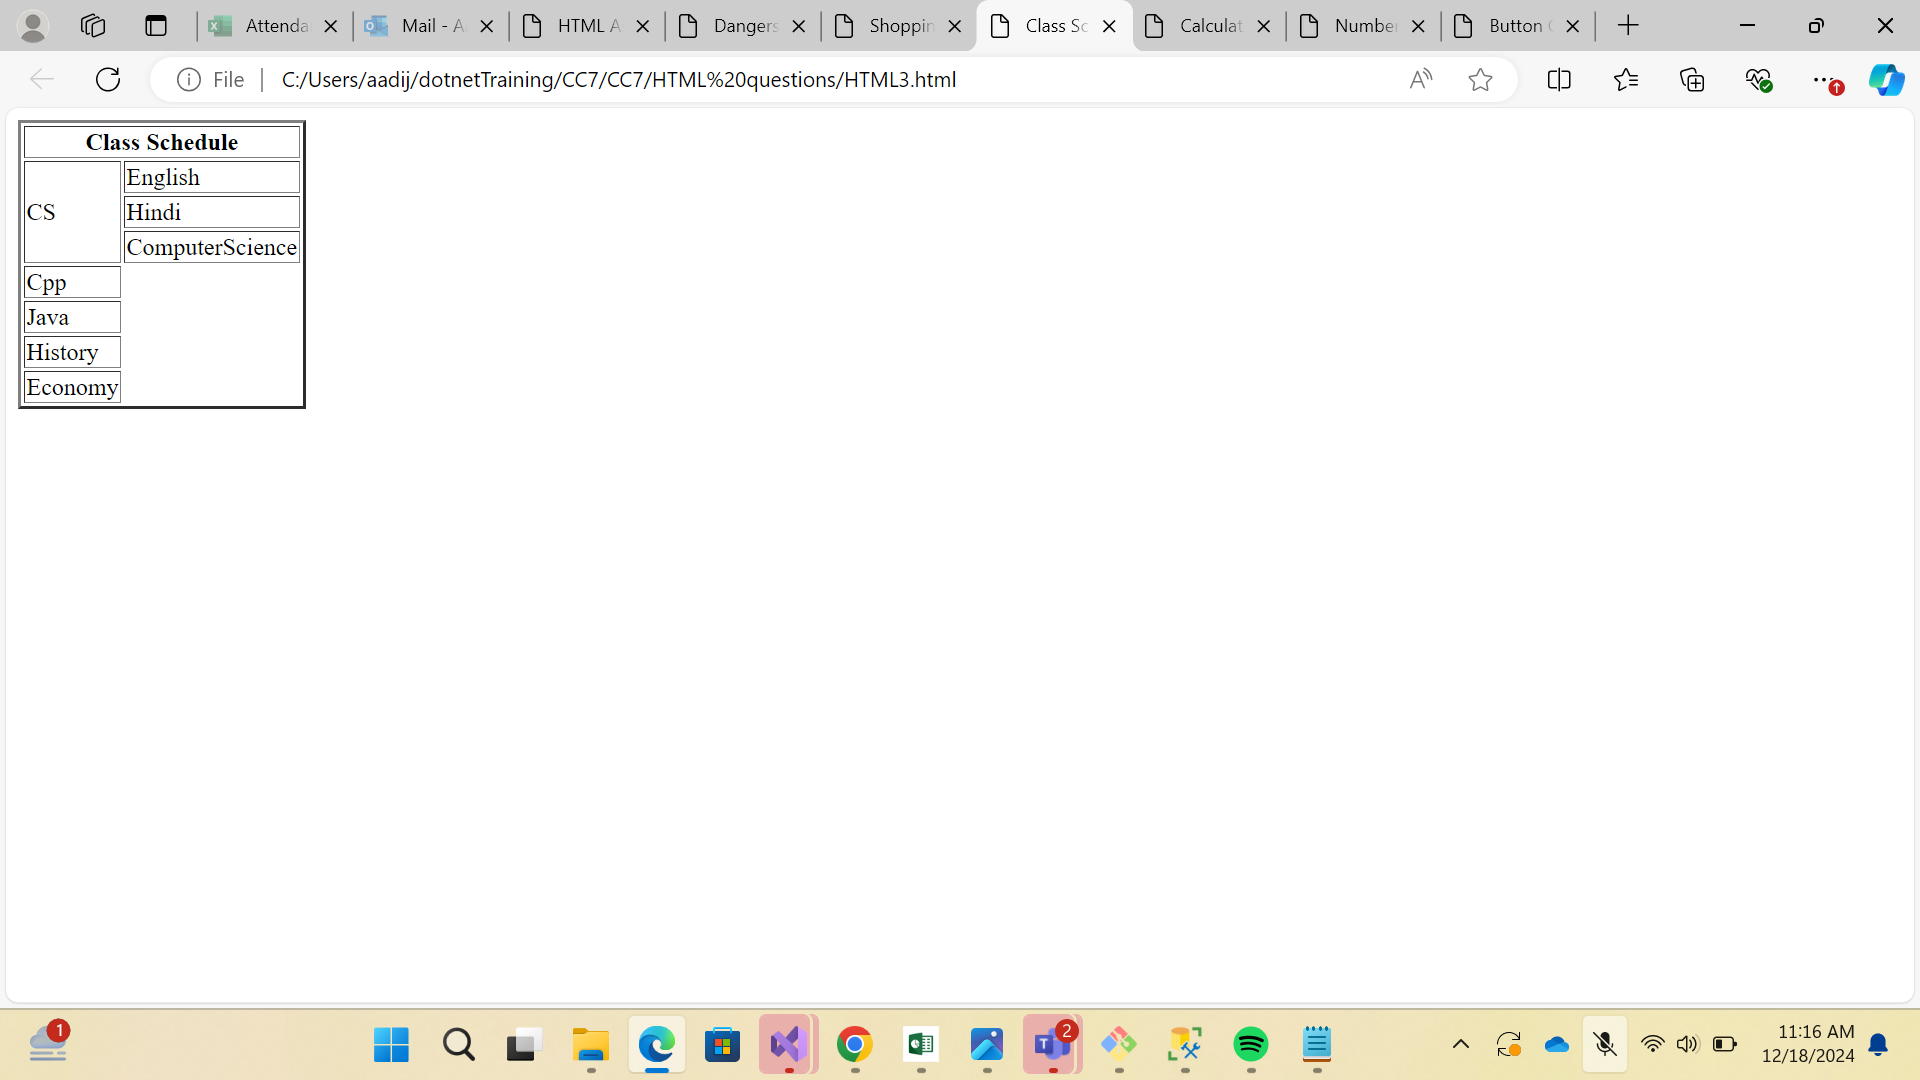 Attenda
Mail - A
HTML A
Dangers
Shoppin
Class Sc
Calculat
Number
Button
File
C:/Users/aadij/dotnetTraining/CC7/CC7/HTML%20questions/HTML3.html
Class Schedule
CS
English
Hindi
ComputerScience
Cpp
Java
History
Economy
1
2
11:16 AM
12/18/2024